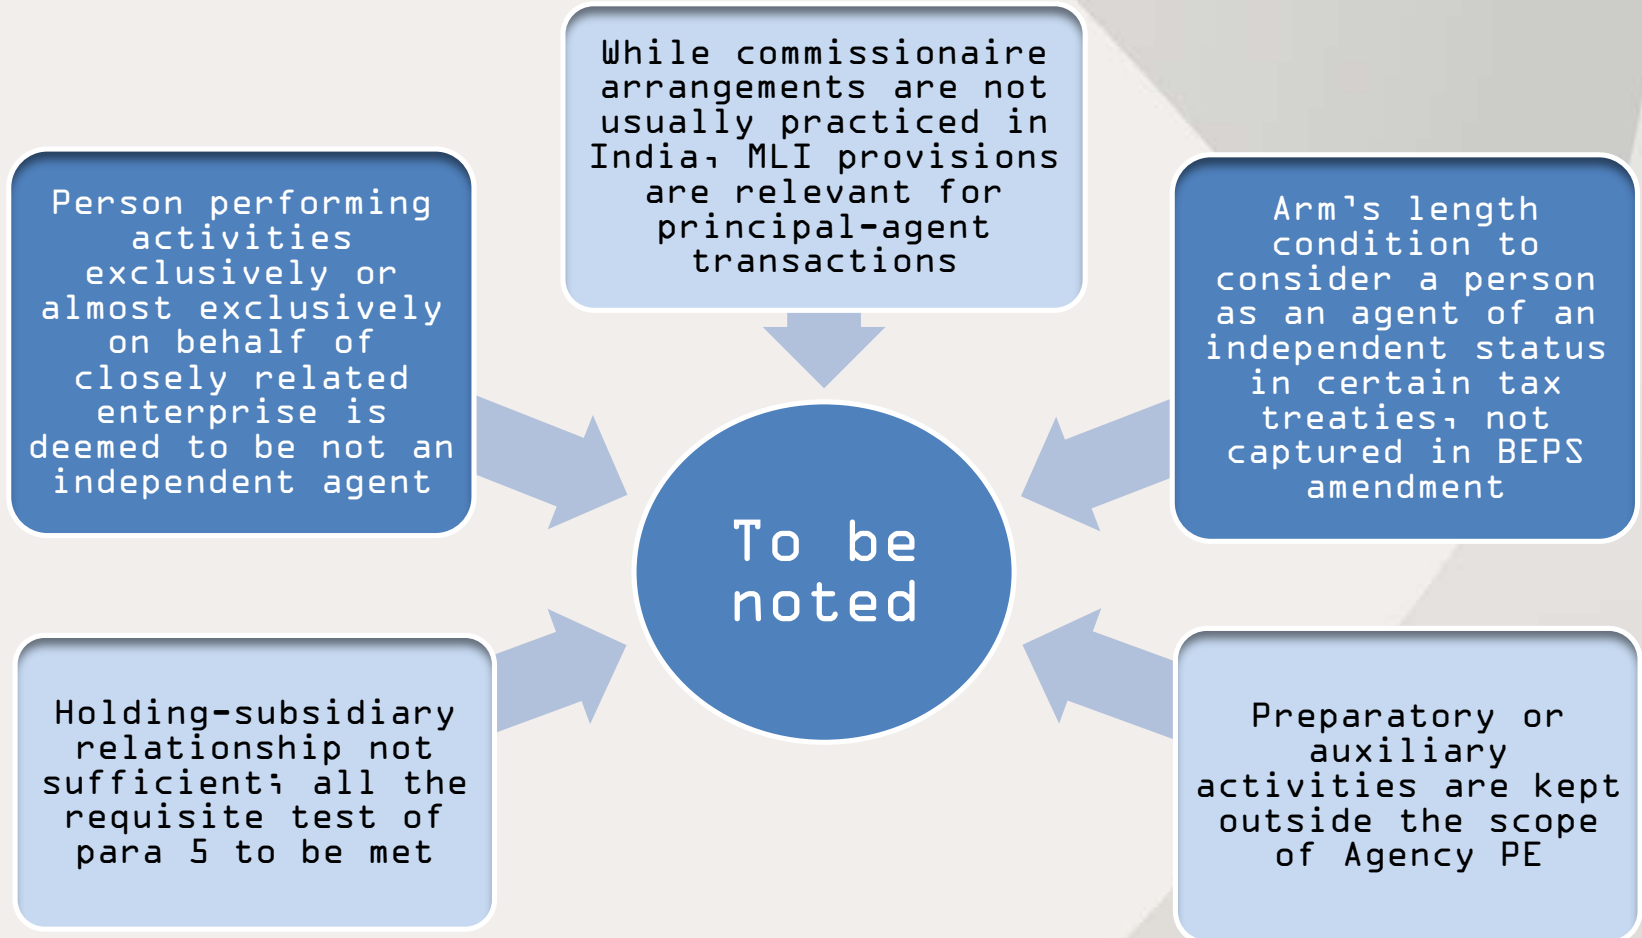 While commissionaire
arrangements are not
usually practiced in
India, MLI provisions
are relevant for
principal-agent
transactions
Person performing
activities
exclusively or
almost exclusively
on behalf of
closely related
enterprise is
deemed to be not an
independent agent
Arm's length
condition to
consider a person
as an agent of an
independent status
in certain tax
treaties, not
captured in BEPS
amendment
To be
noted
Holding-subsidiary
relationship not
sufficient; all the
requisite test of
para 5 to be met
Preparatory or
auxiliary
activities are kept
outside the scope
of Agency PE